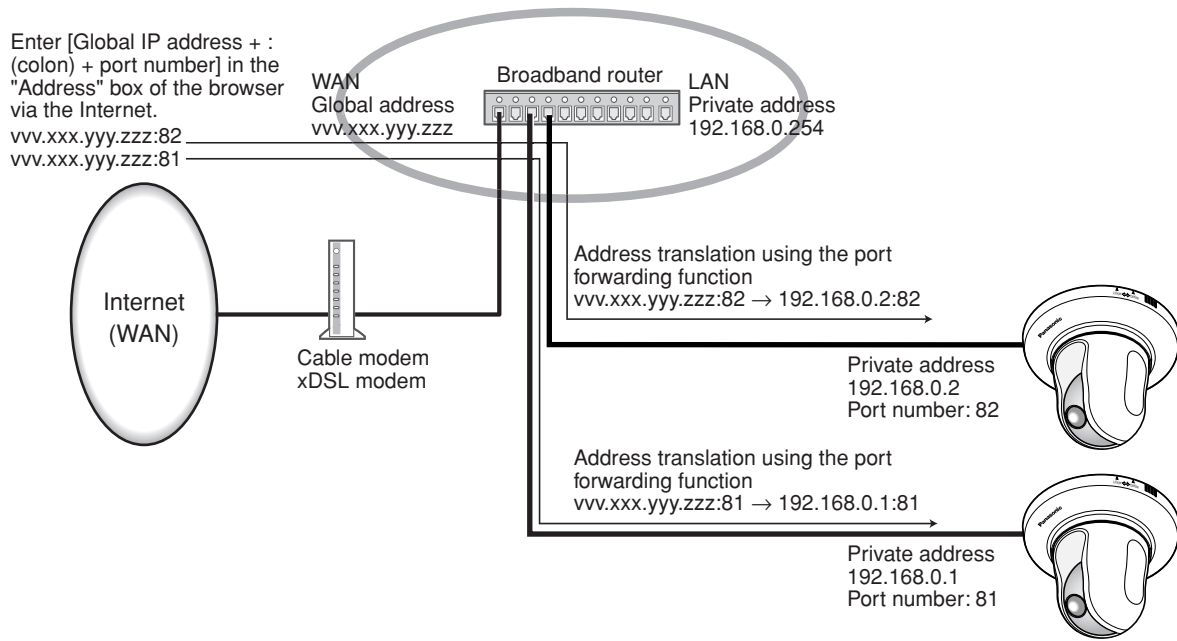 Enter [Global IP address + :
(colon) + port number] in the
"Address" box of the browser
via the Internet.
vvv.xxx.yyy.zzz:82
vvv.xxx.yyy.zzz:81
WAN
Global address
vvv.xxx.yyy.zzz
Broadband router
LAN
Private address
192.168.0.254
Internet
(WAN)
Cable modem
xDSL modem
Address translation using the port
forwarding function
vvv.xxx.yyy.zzz:82 → 192.168.0.2:82
Panasonic
Private address
192.168.0.2
Port number: 82
Address translation using the port
forwarding function
vvv.xxx.yyy.zzz:81 → 192.168.0.1:81
Panasonic
Private address
192.168.0.1
Port number: 81